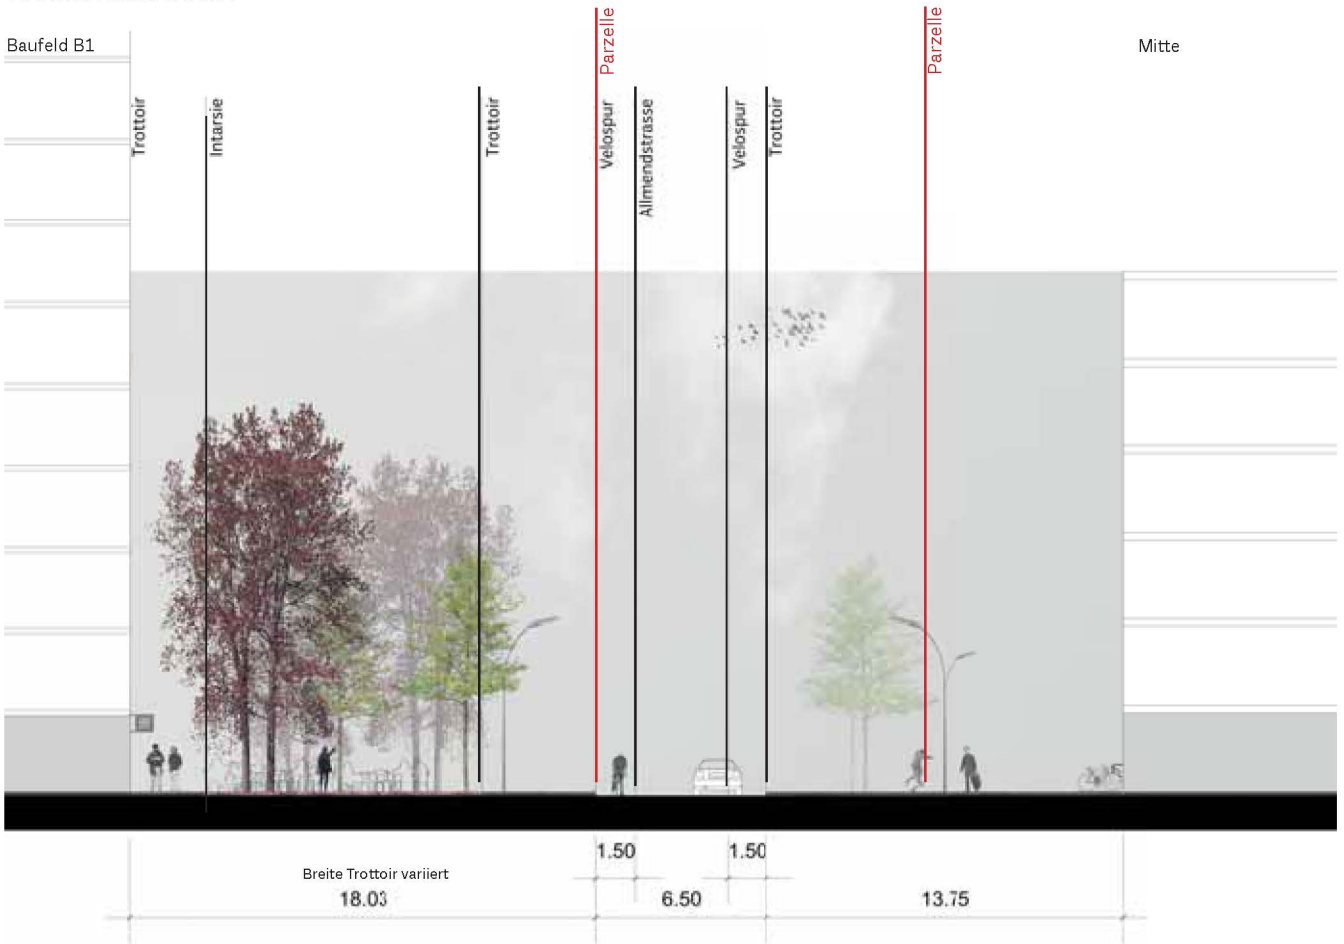 Baufeld B1
Mitte
Trottoir
Intarsie
Trottoir
Parzelle
Velospur
Allmendstrasse
Velospur
Trottoir
Parzelle
1.50
1.50
Breite Trottoir variiert
18.03
6.50
13.75